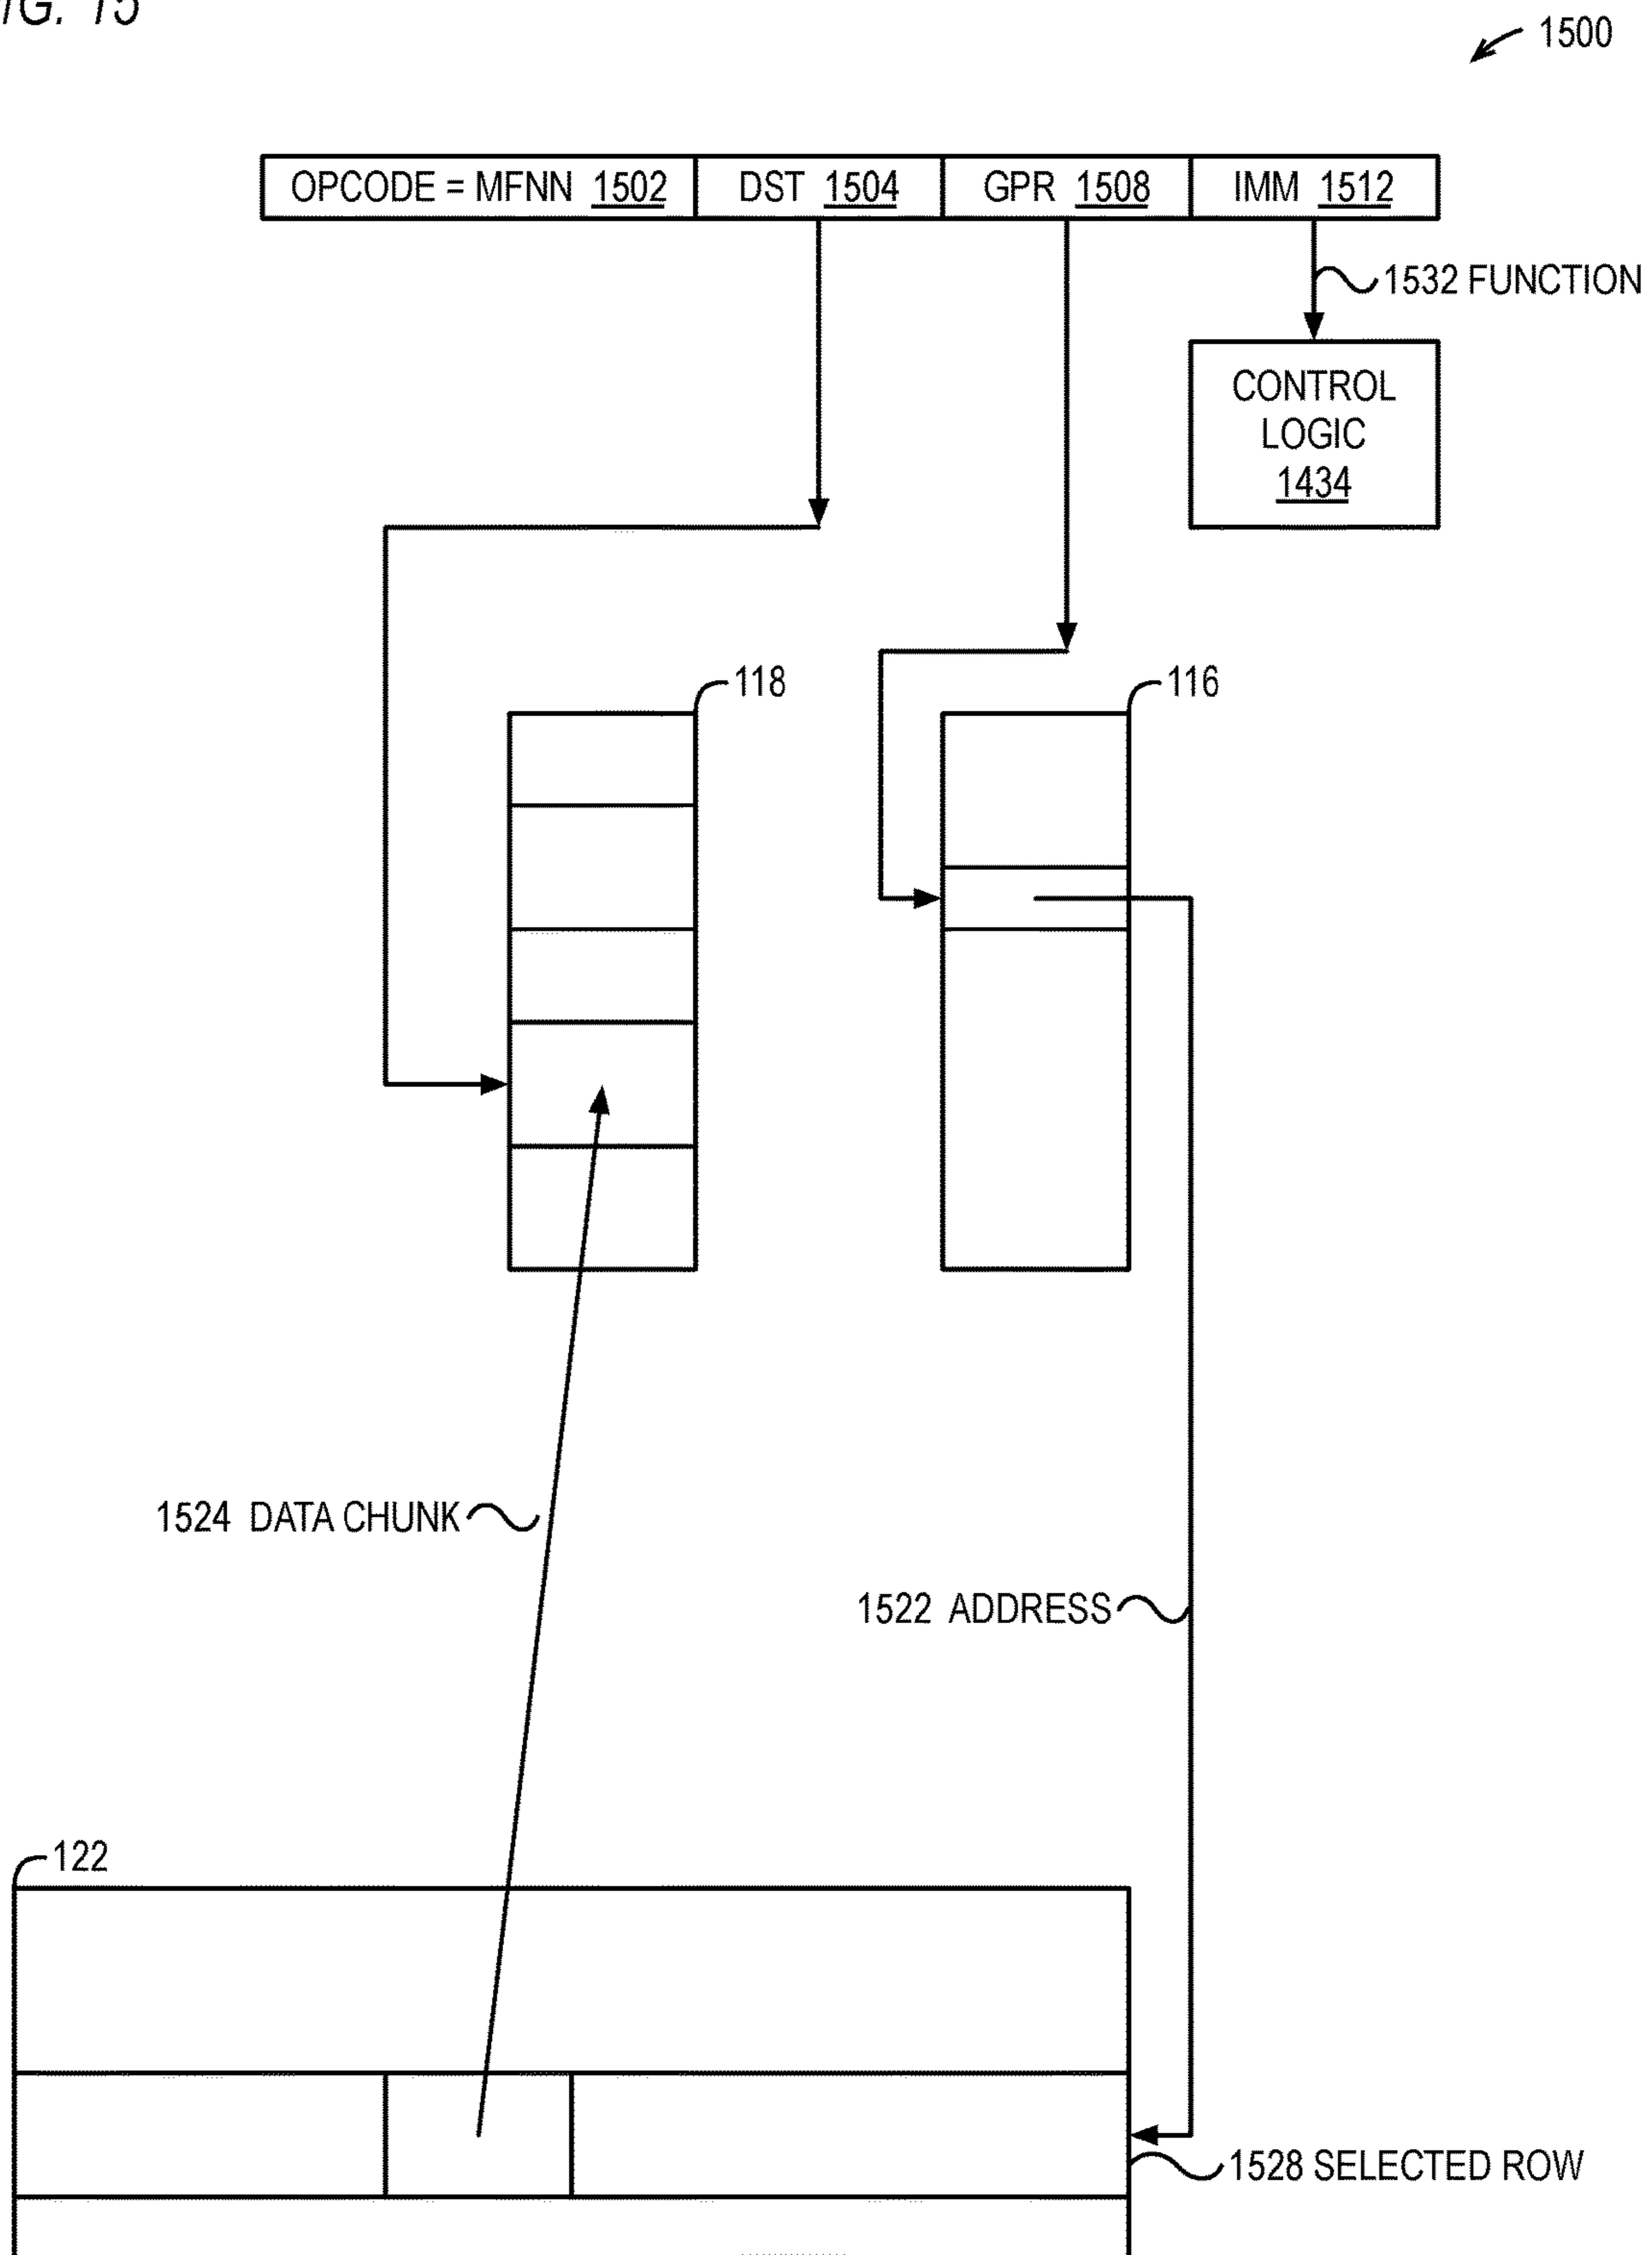 FIG. 15
1500
OPCODE = MFNN 1502 DST 1504 GPR 1508 IMM 1512
1532 FUNCTION
CONTROL
LOGIC
1434
118
116
1524 DATA CHUNK
1522 ADDRESS
122
1528 SELECTED ROW